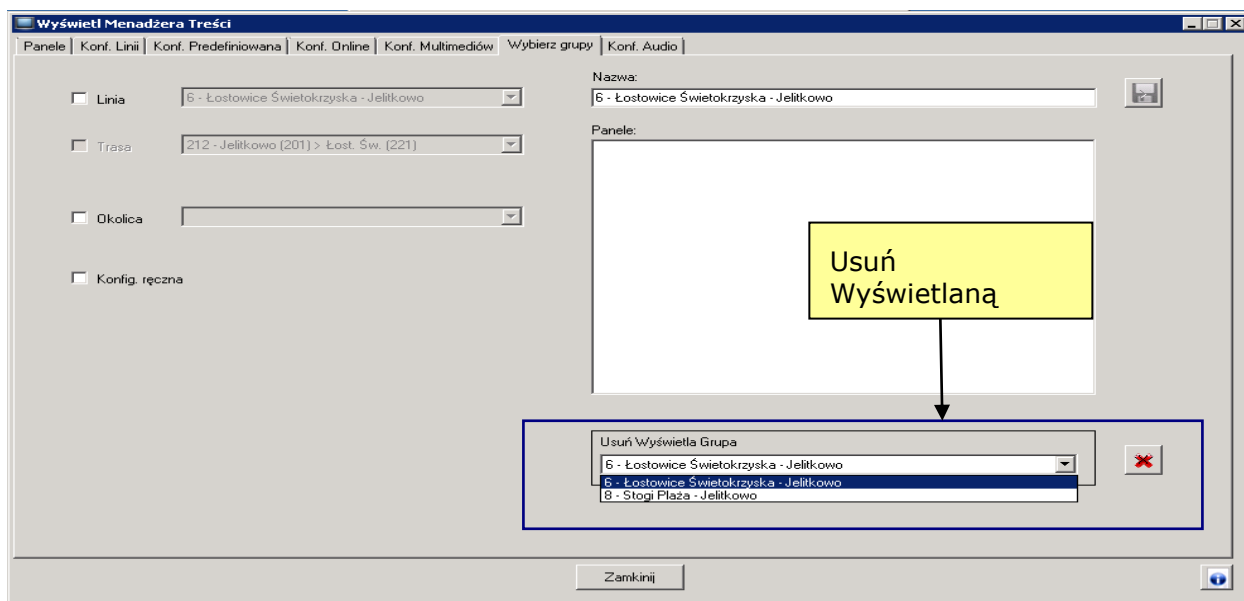 Wyświetl Menadżera Treści
Panele Konf. Linii Konf. Predefiniowana Konf. Online Konf. Multimediów Wybierz grupy Konf. Audio
Linia 6 - Łostowice Świetokrzyska - Jelitkowo
Trasa 212 - Jelitkowo (201) > Łost. Św. (221)
Okolica
Konfig. ręczna
Nazwa:
6 - Łostowice Świetokrzyska - Jelitkowo
Panele:
Usuń
Wyświetlaną
Usuń Wyświetla Grupa
6 - Łostowice Świetokrzyska - Jelitkowo
6 - Łostowice Świetokrzyska - Jelitkowo
8 - Stogi Plaża - Jelitkowo
Zamkinij